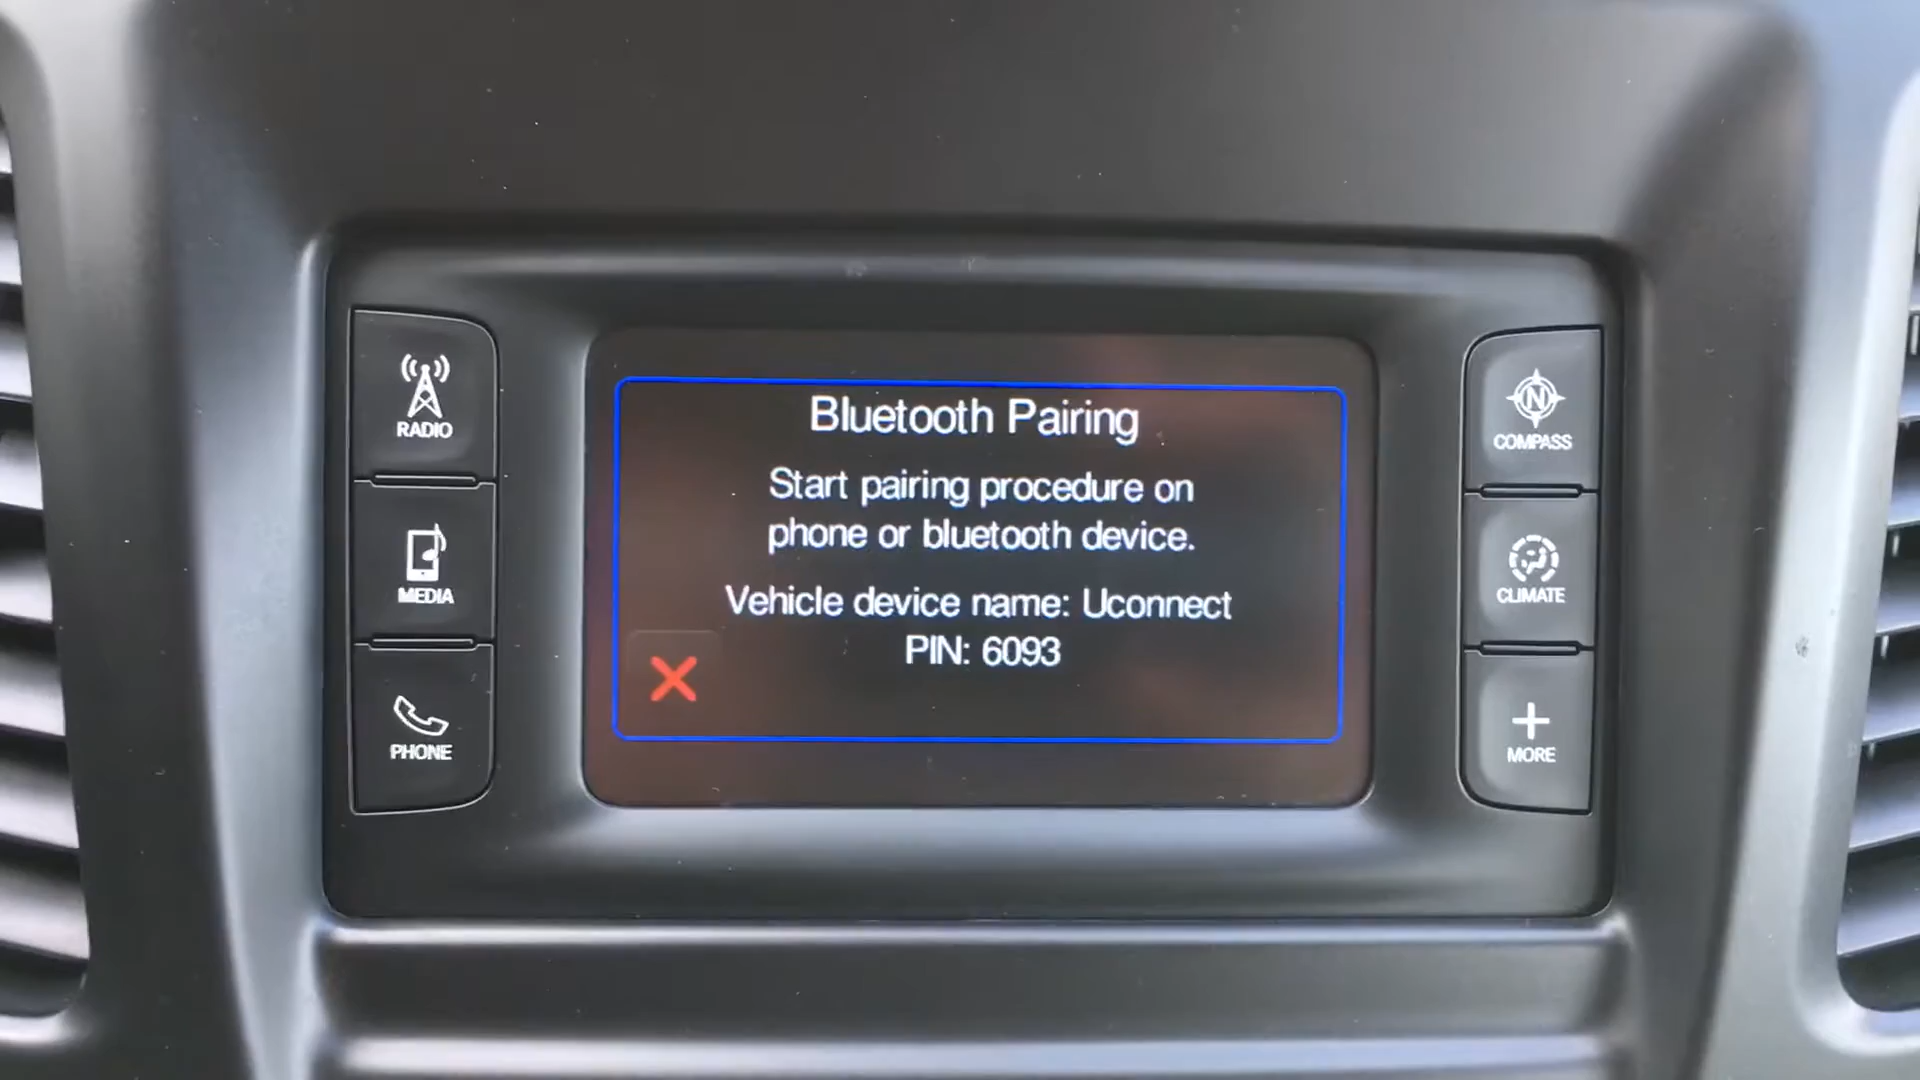 Bluetooth Pairing
Start pairing procedure on
phone or bluetooth device.
Vehicle device name: Uconnect
PIN: 6093
RADIO
MEDIA
PHONE
N
COMPASS
CLIMATE
MORE